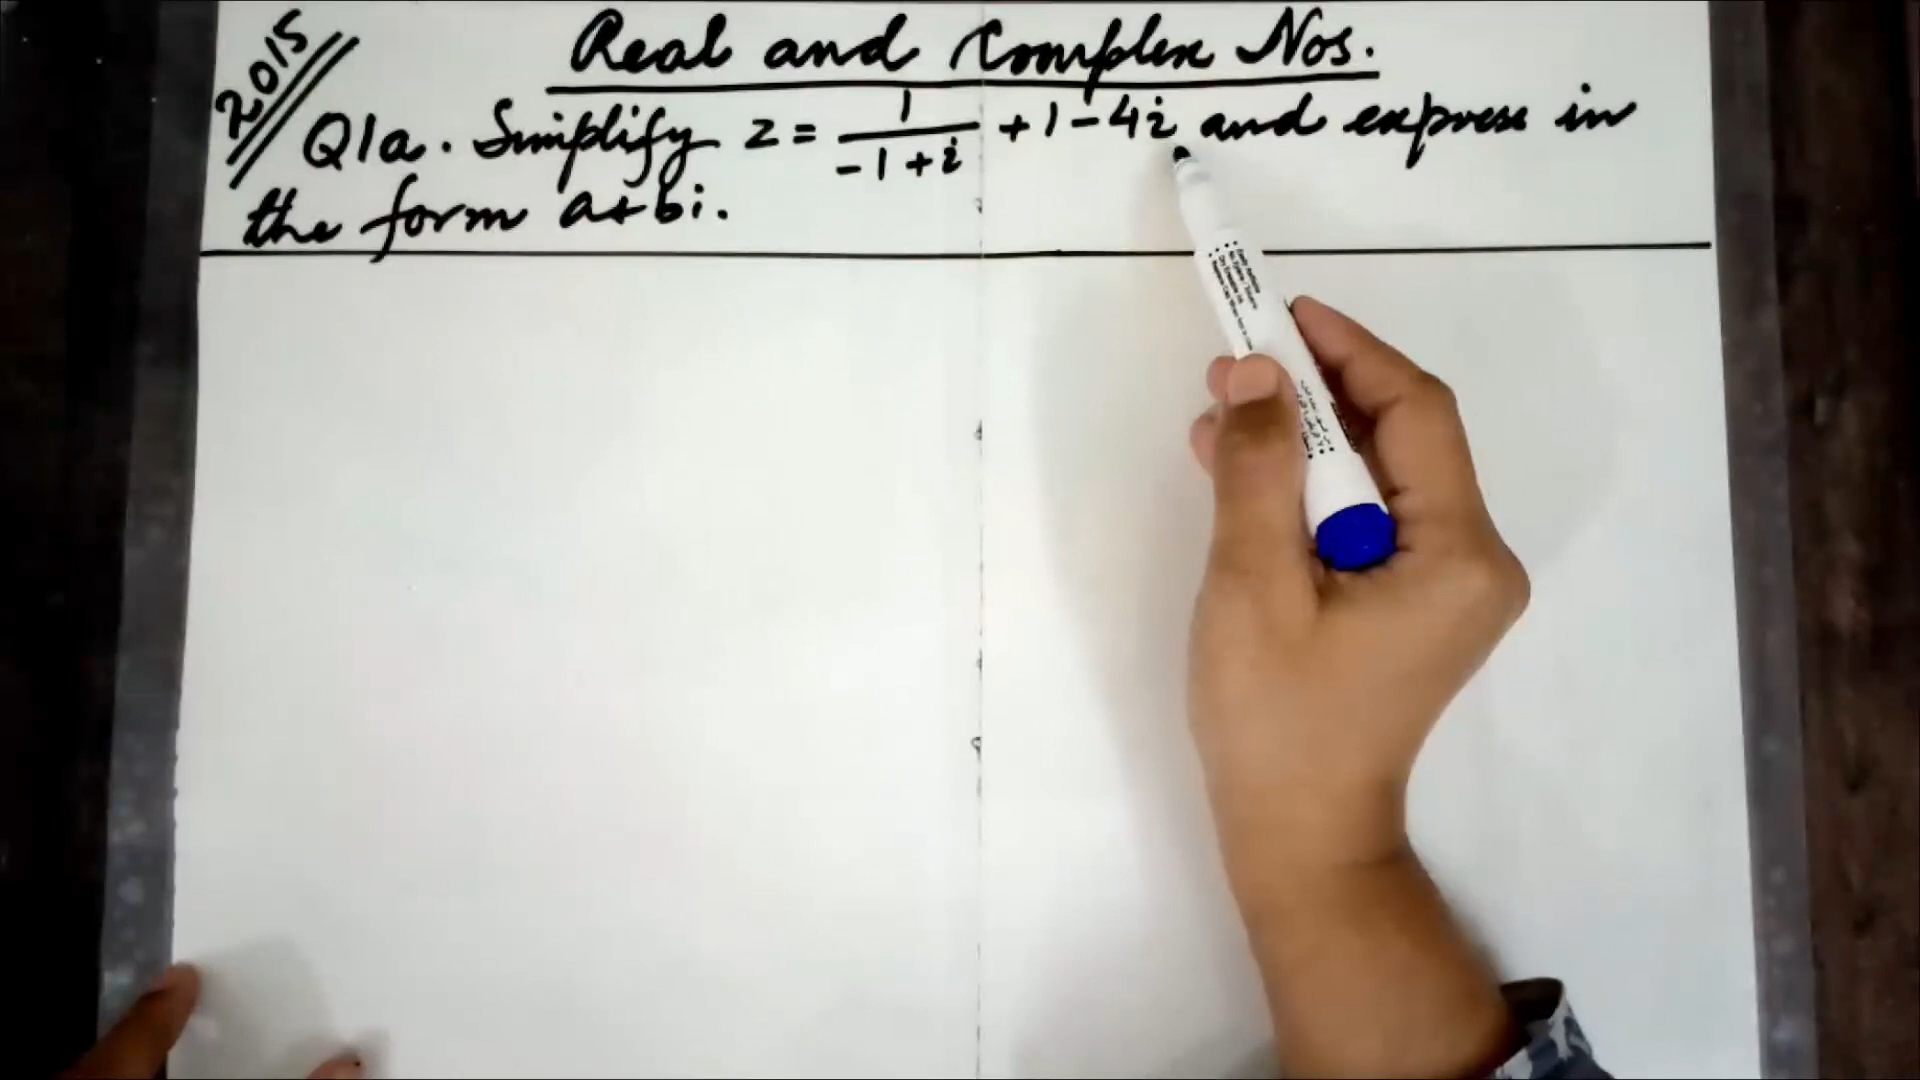 2015
Real and Complex Nos.
Q1a. Simplify z = 1/(-1+i) + 1-4i and express in
the form a+bi.